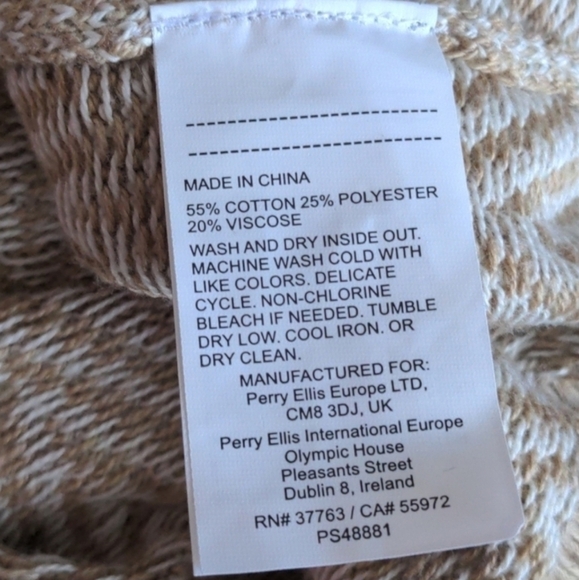 MADE IN CHINA
55% COTTON 25% POLYESTER
20% VISCOSE
WASH AND DRY INSIDE OUT.
MACHINE WASH COLD WITH
LIKE COLORS. DELICATE
CYCLE. NON-CHLORINE
BLEACH IF NEEDED. TUMBLE
DRY LOW. COOL IRON. OR
DRY CLEAN.
MANUFACTURED FOR:
Perry Ellis Europe LTD,
CM8 3DJ, UK
Perry Ellis International Europe
Olympic House
Pleasants Street
Dublin 8, Ireland
RN# 37763 / CA# 55972
PS48881